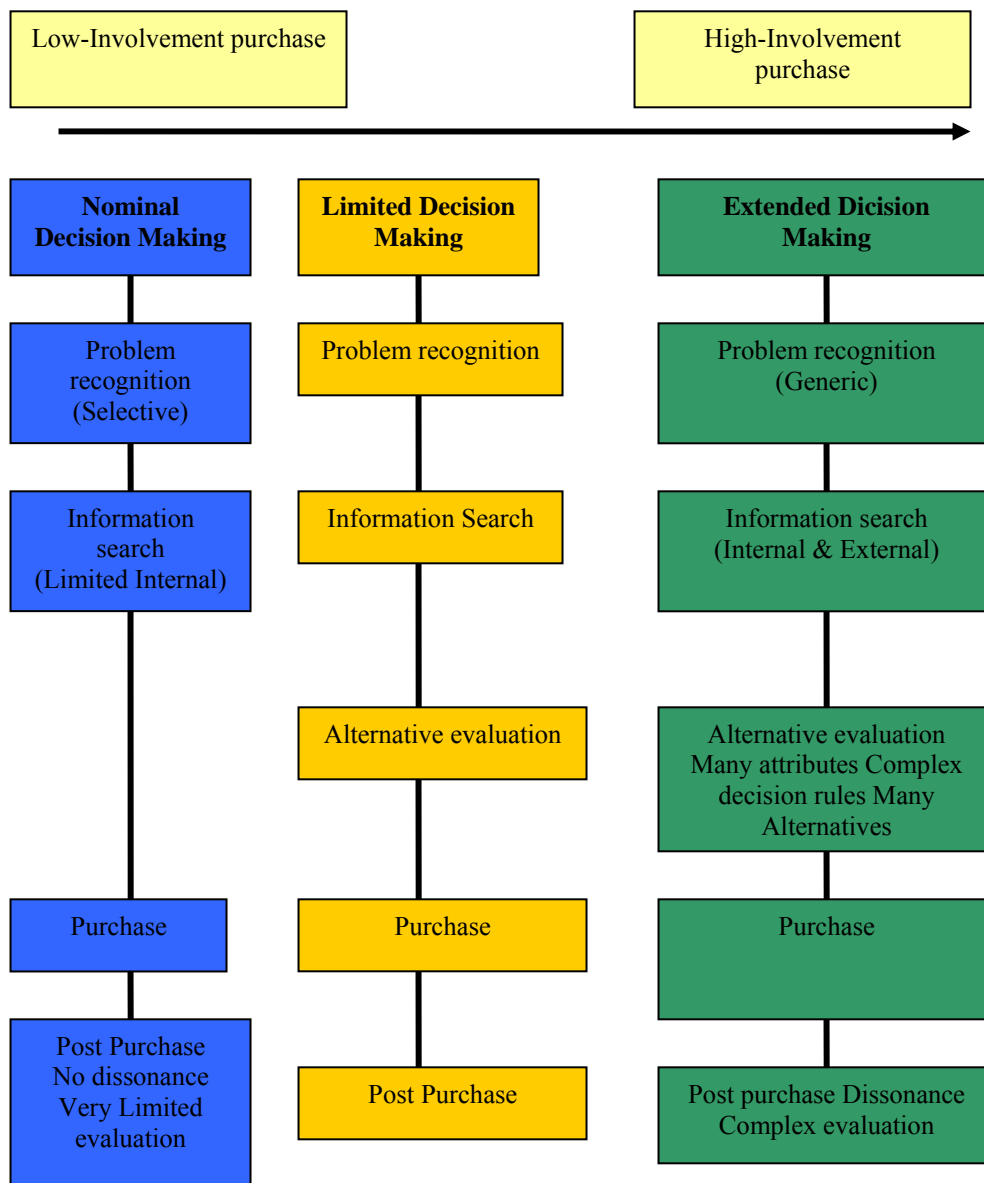 Low-Involvement purchase
High-Involvement
purchase
Nominal
Decision Making
Limited Decision
Making
Extended Dicision
Making
Problem
recognition
(Selective)
Problem recognition
Problem recognition
(Generic)
Information
search
(Limited Internal)
Information Search
Information search
(Internal & External)
Alternative evaluation
Alternative evaluation
Many attributes Complex
decision rules Many
Alternatives
Purchase
Purchase
Purchase
Post Purchase
No dissonance
Very Limited
evaluation
Post Purchase
Post purchase Dissonance
Complex evaluation